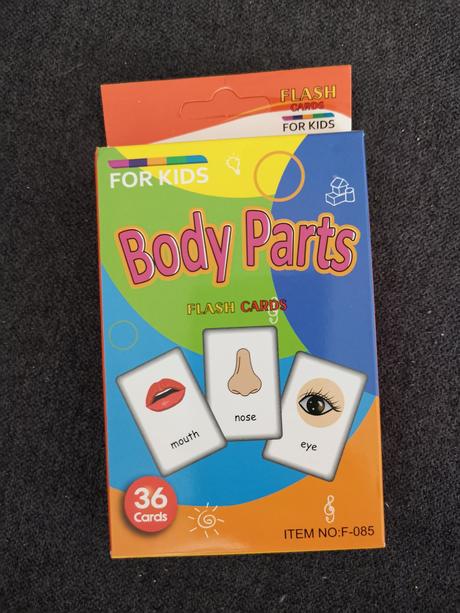 FLASH
CARDS
FOR KIDS
FOR KIDS
Body Parts
FLASH CARDS
mouth
nose
eye
36
Cards
ITEM NO:F-085